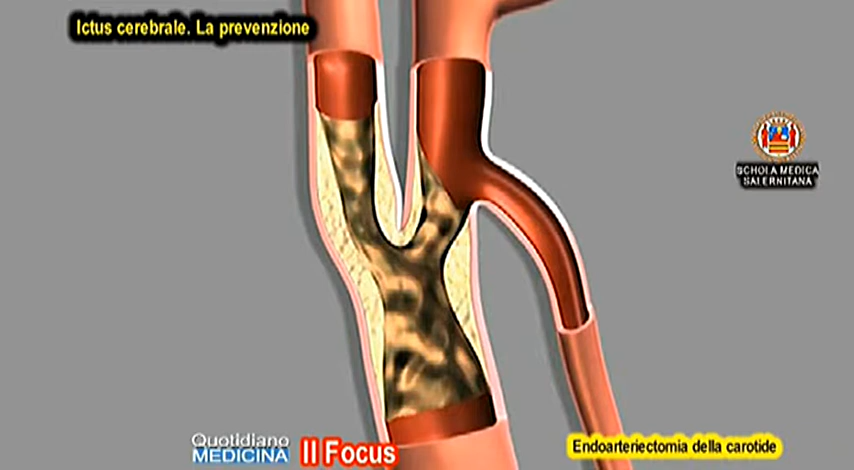 Ictus cerebrale. La prevenzione
SCHOLA MEDICA
SALERNITANA
Quotidiano
MEDICINA
Il Focus
Endoarteriectomia della carotide